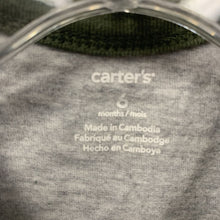 carter's
6
months / mois
Made in Cambodia
Fabriqué au Cambodge
Hecho en Camboya